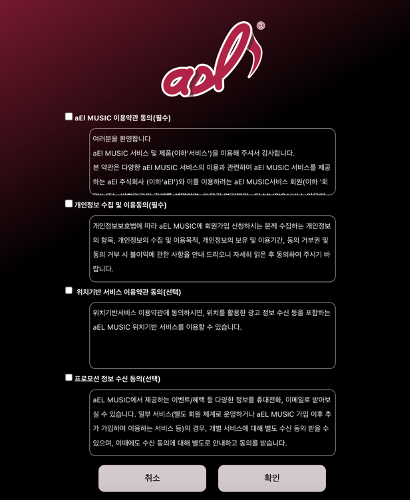 ael
aEl MUSIC 이용약관 동의(필수)
여러분을 환영합니다
aEl MUSIC 서비스 및 제품(이하'서비스')을 이용해 주셔서 감사합니다.
본 약관은 다양한 aEl MUSIC 서비스의 이용과 관련하여 aEl MUSIC 서비스를 제공
하는 aEl 주식회사 (이하'aEl')와 이를 이용하려는 aEl MUSIC서비스 회원(이하 '회
개인정보 수집 및 이용동의(필수)
개인정보보호법에 따라 aEL MUSIC에 회원가입 신청하시는 분께 수집하는 개인정보
의 항목, 개인정보의 수집 및 이용목적, 개인정보의 보유 및 이용기간, 동의 거부권 및
동의 거부 시 불이익에 관한 사항을 안내 드리오니 자세히 읽은 후 동의하여 주시기 바
랍니다.
위치기반 서비스 이용약관 동의(선택)
위치기반서비스 이용약관에 동의하시면, 위치를 활용한 광고 정보 수신 등을 포함하는
aEL MUSIC 위치기반 서비스를 이용할 수 있습니다.
프로모션 정보 수신 동의(선택)
aEL MUSIC에서 제공하는 이벤트/혜택 등 다양한 정보를 휴대전화, 이메일로 받아보
실 수 있습니다. 일부 서비스(별도 회원 체계로 운영하거나 aEL MUSIC 가입 이후 추
가 가입하여 이용하는 서비스 등)의 경우, 개별 서비스에 대해 별도 수신 동의를 받을 수
있으며, 이때에도 수신 동의에 대해 별도로 안내하고 동의를 받습니다.
취소
확인